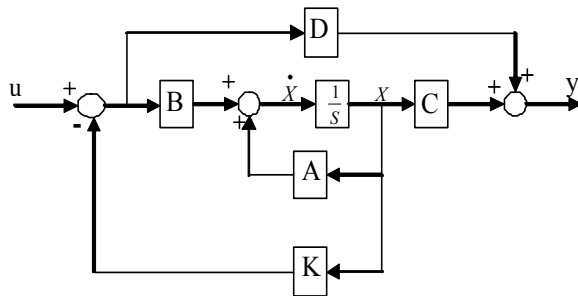 D
u + B + Ẋ 1/S X C + + y
- + A
K